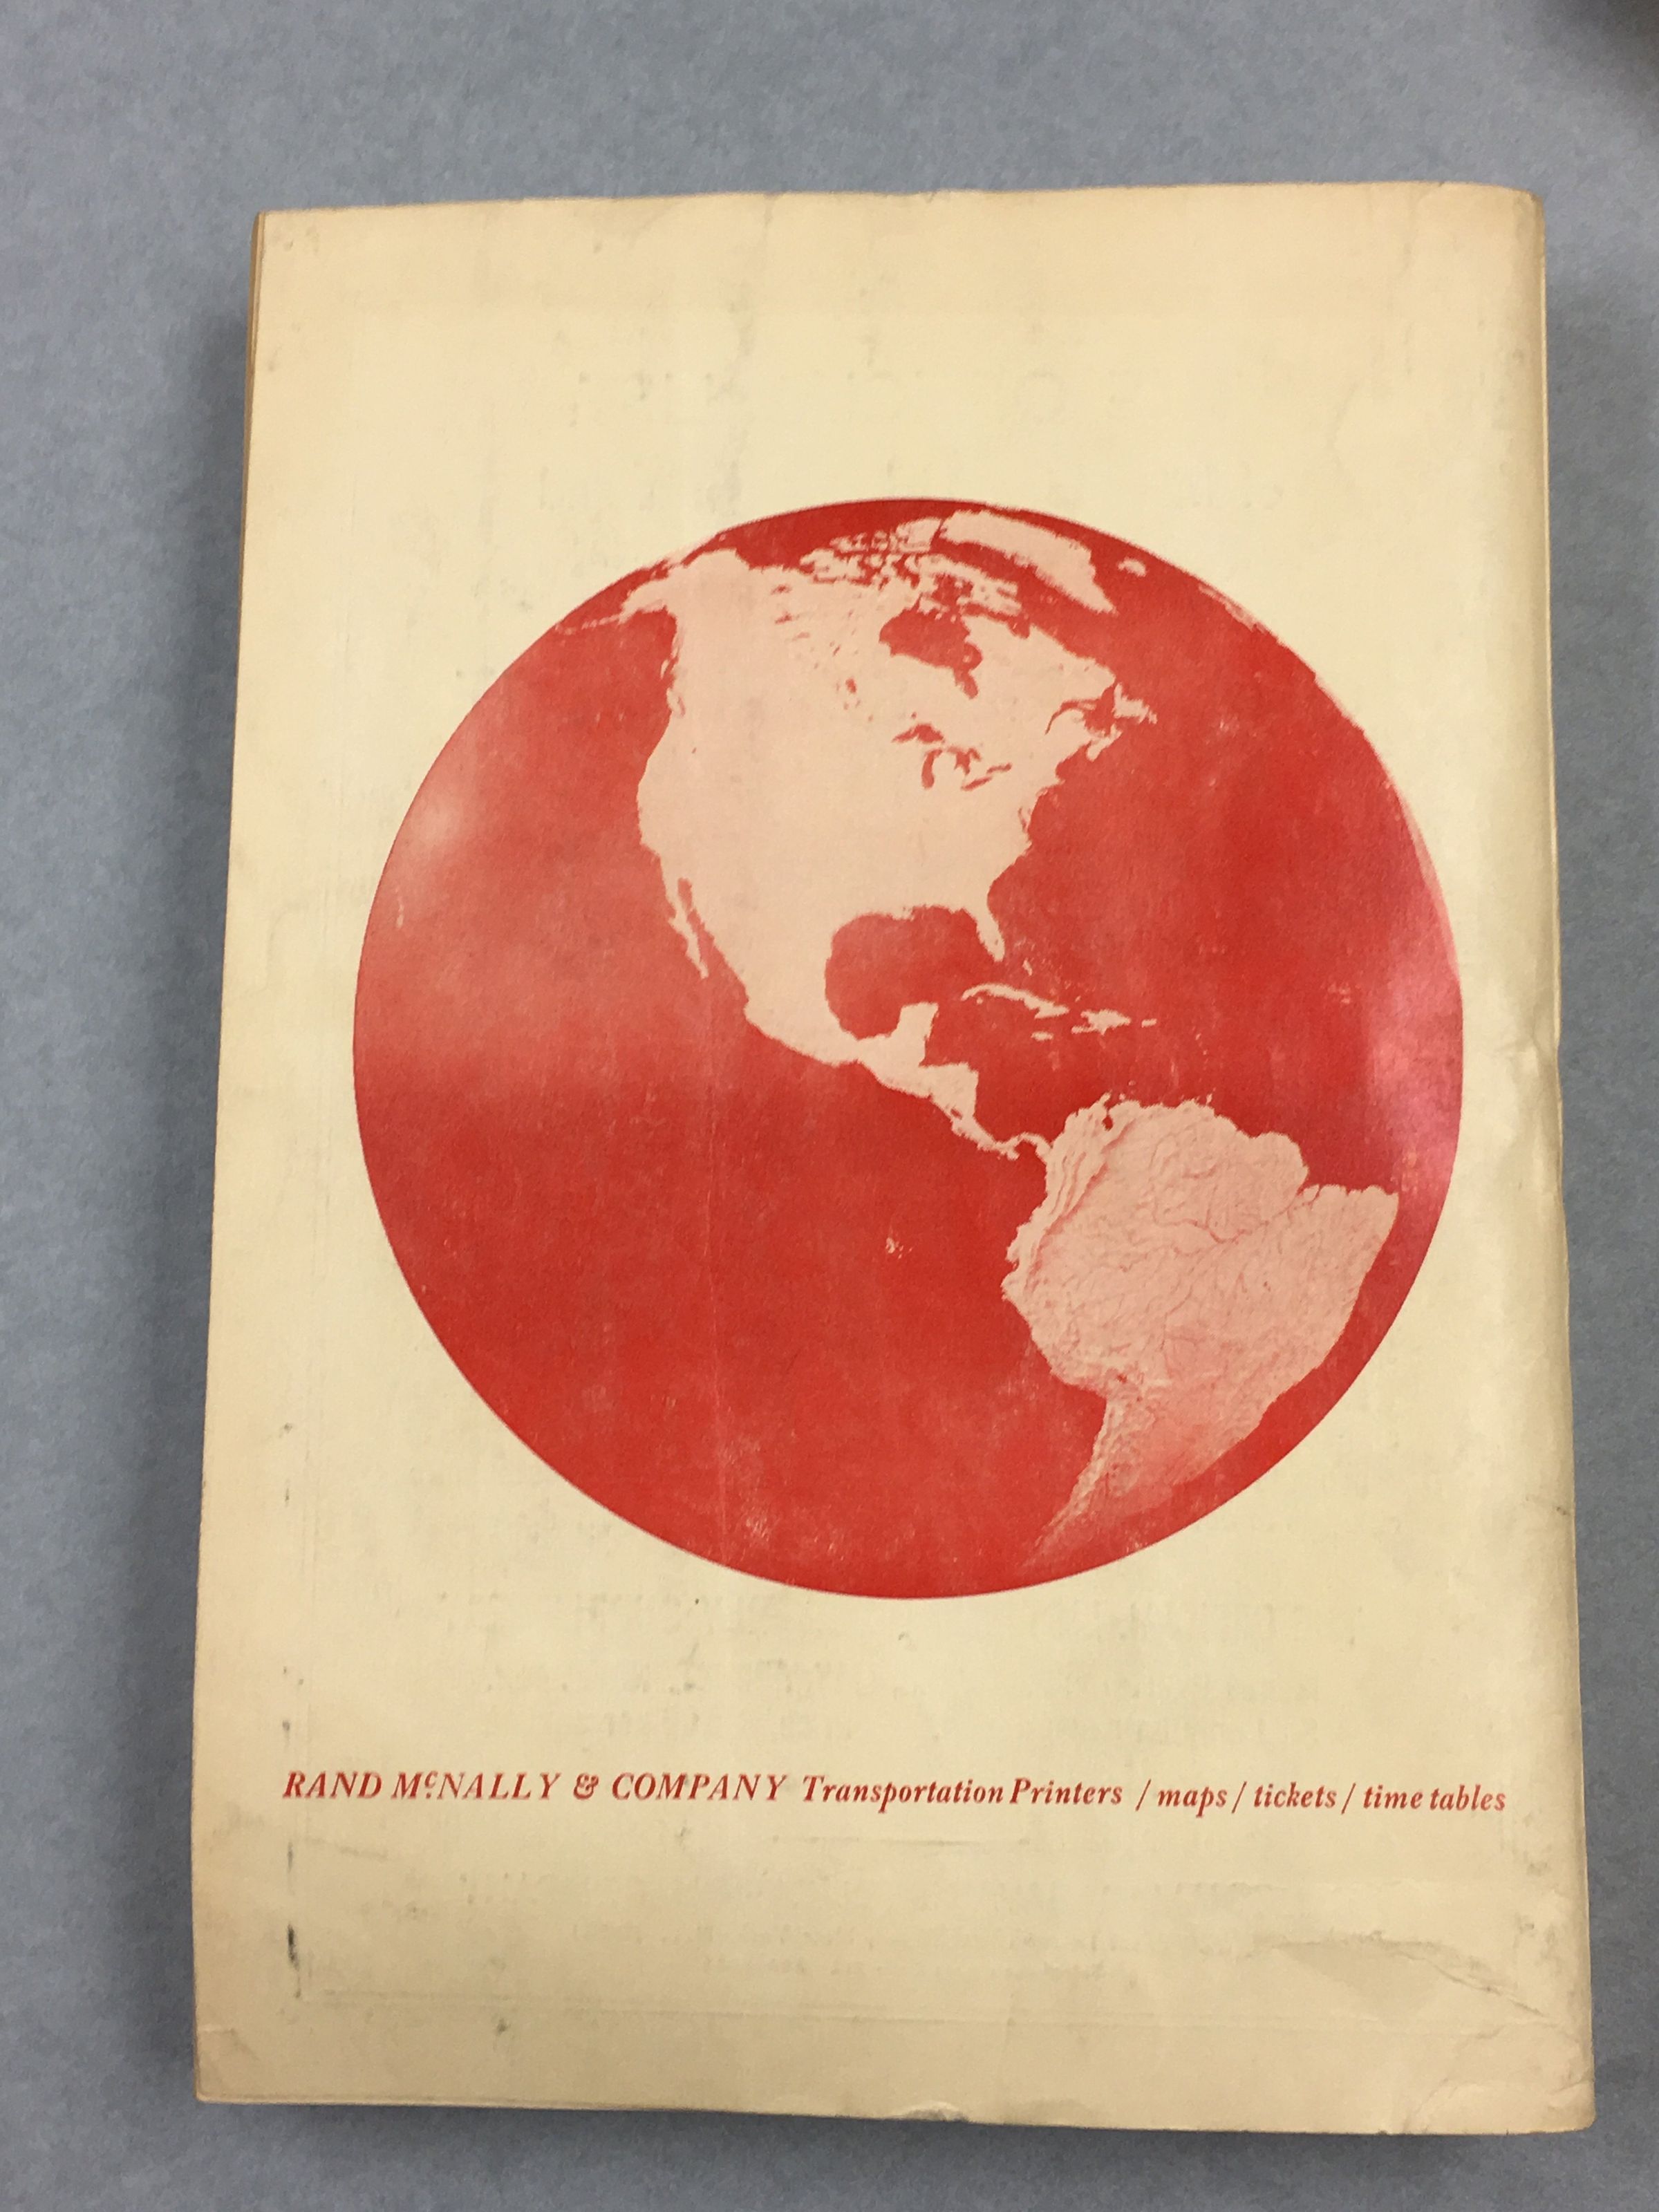 RAND McNALLY & COMPANY Transportation Printers / maps / tickets / time tables